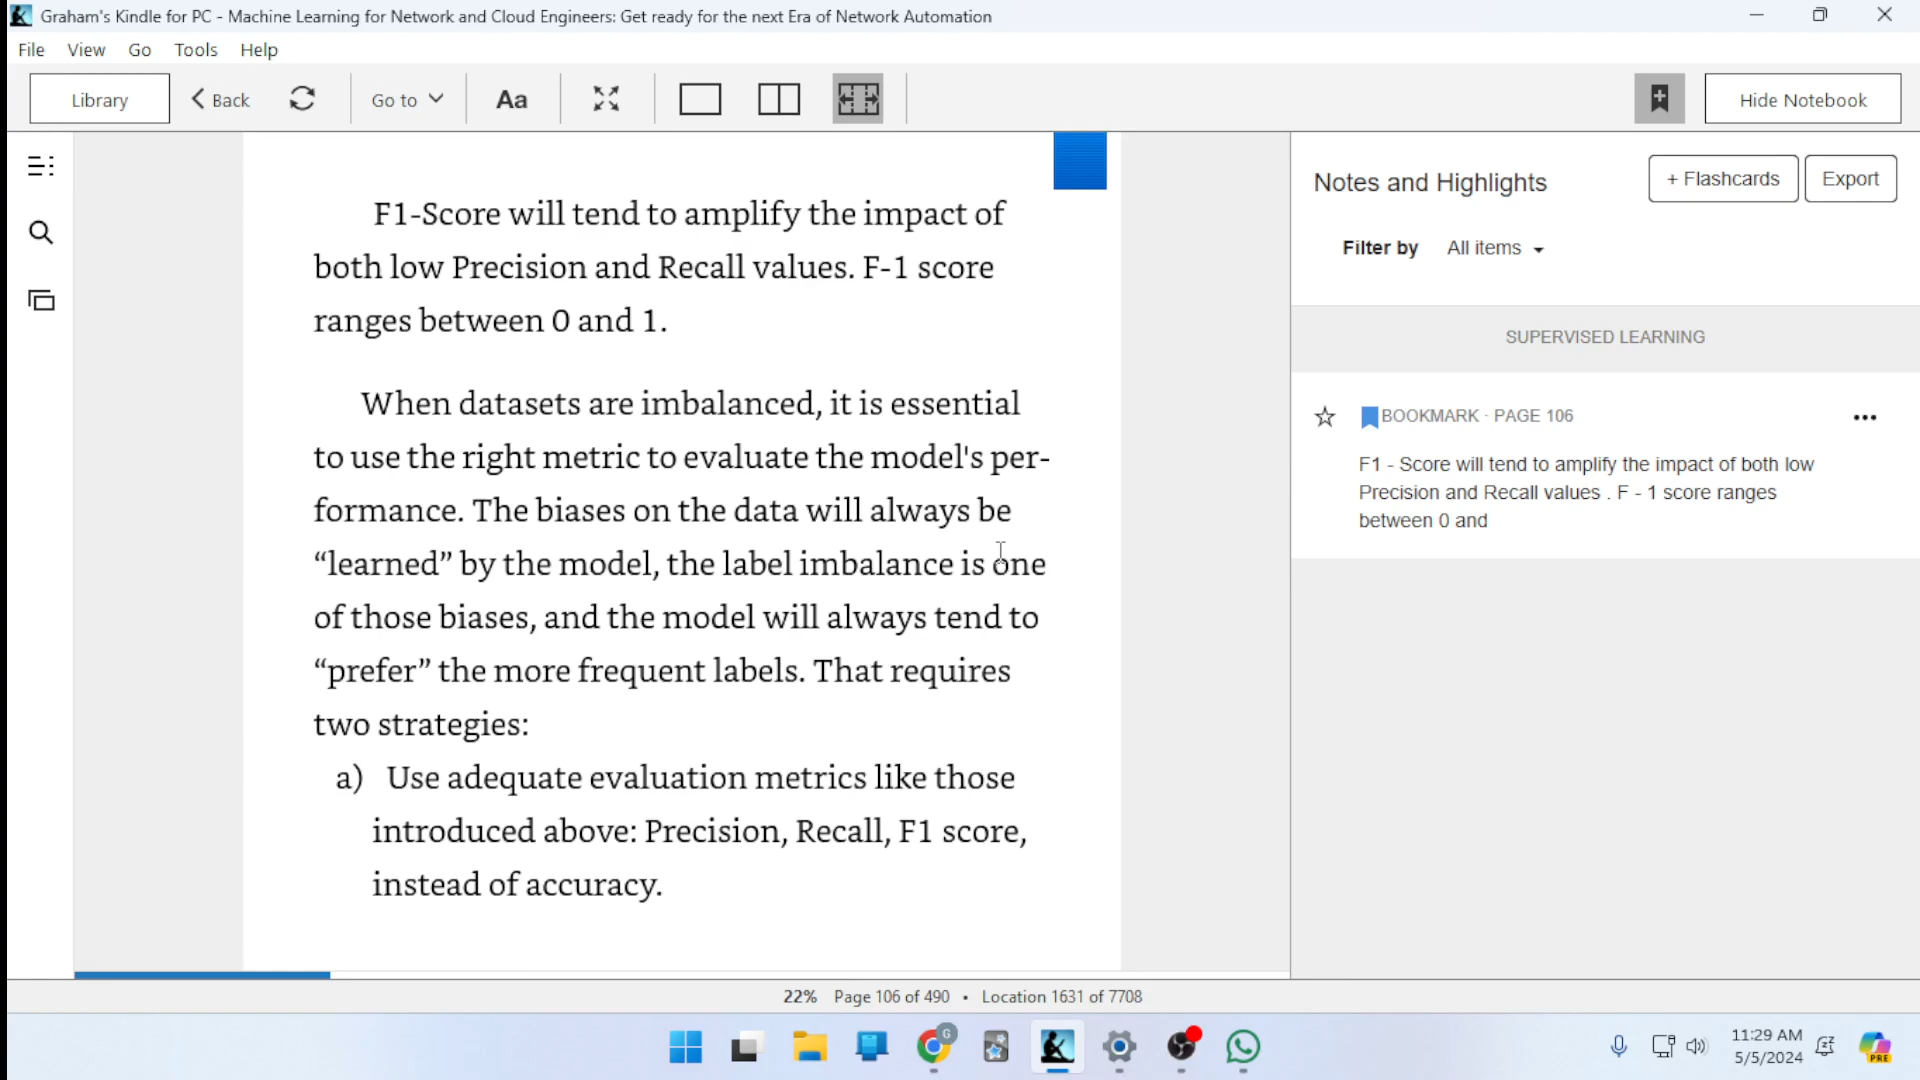 Graham's Kindle for PC - Machine Learning for Network and Cloud Engineers: Get ready for the next Era of Network Automation
File View Go Tools Help
Library Back Go to Aa Hide Notebook
F1-Score will tend to amplify the impact of
both low Precision and Recall values. F-1 score
ranges between 0 and 1.
When datasets are imbalanced, it is essential
to use the right metric to evaluate the model's per-
formance. The biases on the data will always be
“learned” by the model, the label imbalance is one
of those biases, and the model will always tend to
“prefer” the more frequent labels. That requires
two strategies:
a) Use adequate evaluation metrics like those
introduced above: Precision, Recall, F1 score,
instead of accuracy.
Notes and Highlights
+ Flashcards
Export
Filter by All items
SUPERVISED LEARNING
BOOKMARK · PAGE 106
F1 - Score will tend to amplify the impact of both low
Precision and Recall values . F - 1 score ranges
between 0 and
22% Page 106 of 490 • Location 1631 of 7708
G
11:29 AM
5/5/2024
PRE